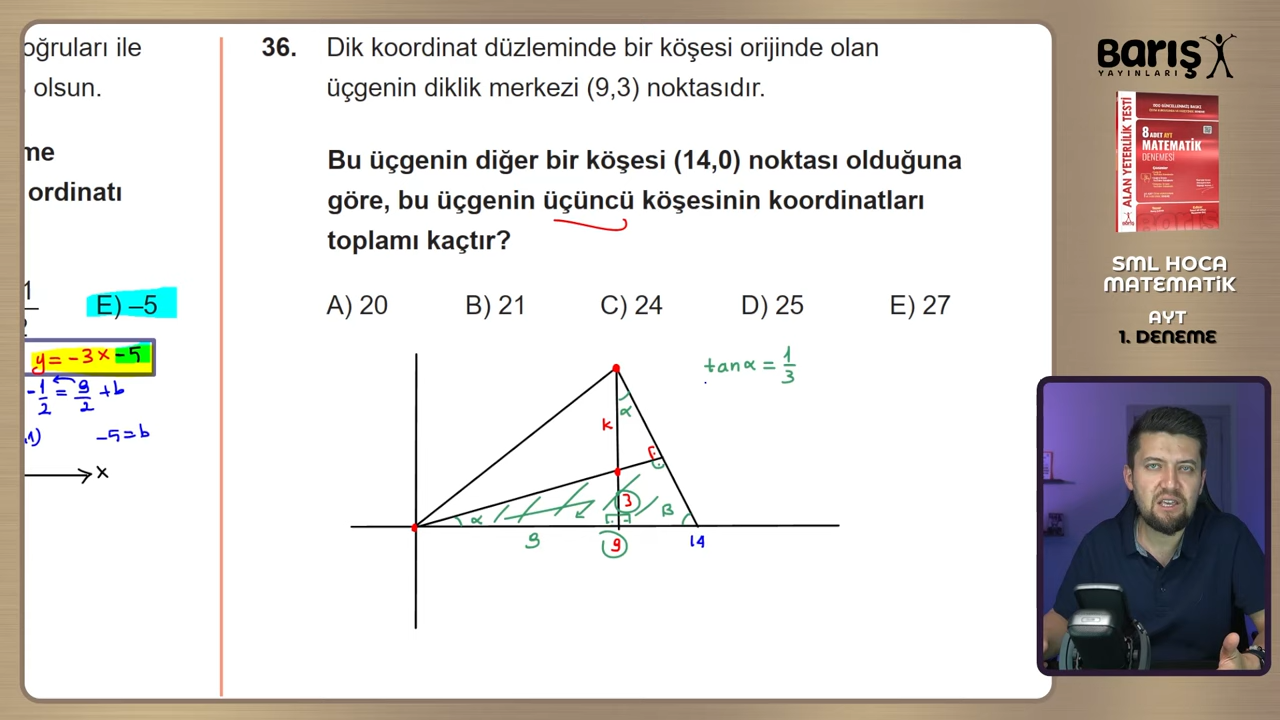 oğruları ile
olsun.
me
ordinatı
E) –5
y = -3x -5
-1/2 = 9/2 + b
-5 = b
x
36. Dik koordinat düzleminde bir köşesi orijinde olan
üçgenin diklik merkezi (9,3) noktasıdır.
Bu üçgenin diğer bir köşesi (14,0) noktası olduğuna
göre, bu üçgenin üçüncü köşesinin koordinatları
toplamı kaçtır?
A) 20 B) 21 C) 24 D) 25 E) 27
tanα = 1/3
α
k
3
α
B
9
9
14
Barış
YAYINLARI
ALAN YETERLİLİK TESTİ
8 ADET AYT
MATEMATİK
DENEMESİ
Barış
SML HOCA
MATEMATİK
AYT
1. DENEME